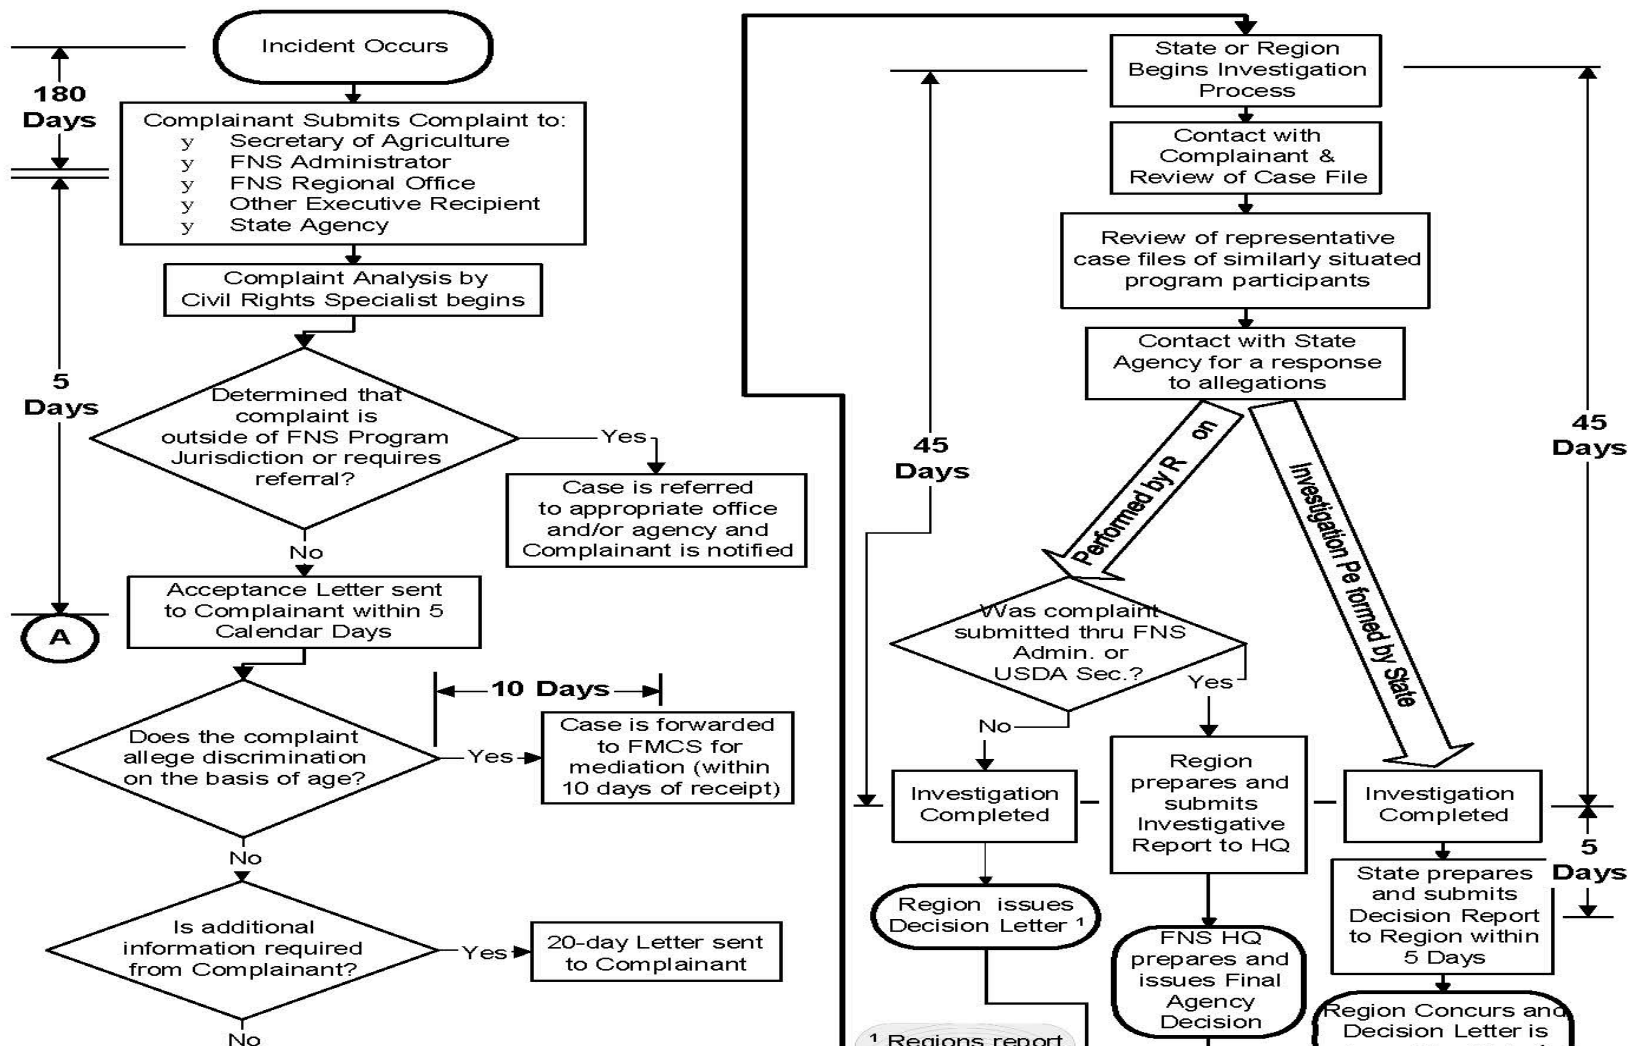 Incident Occurs
180
Days
Complainant Submits Complaint to:
y Secretary of Agriculture
y FNS Administrator
y FNS Regional Office
y Other Executive Recipient
y State Agency
Complaint Analysis by
Civil Rights Specialist begins
5
Days
Determined that
complaint is
outside of FNS Program
Jurisdiction or requires
referral?
Yes
Case is referred
to appropriate office
and/or agency and
Complainant is notified
No
Acceptance Letter sent
to Complainant within 5
Calendar Days
A
10 Days
Does the complaint
allege discrimination
on the basis of age?
Yes
Case is forwarded
to FMCS for
mediation (within
10 days of receipt)
No
Is additional
information required
from Complainant?
Yes
20-day Letter sent
to Complainant
No
State or Region
Begins Investigation
Process
Contact with
Complainant &
Review of Case File
Review of representative
case files of similarly situated
program participants
Contact with State
Agency for a response
to allegations
45
Days
45
Days
Performed by R on
Investigation Pe formed by State
Was complaint
submitted thru FNS
Admin. or
USDA Sec.?
Yes
No
Investigation
Completed
Region
prepares and
submits
Investigative
Report to HQ
Investigation
Completed
5
Days
Region issues
Decision Letter ¹
FNS HQ
prepares and
issues Final
Agency
Decision
State prepares
and submits
Decision Report
to Region within
5 Days
Region Concurs and
Decision Letter is
¹ Regions report